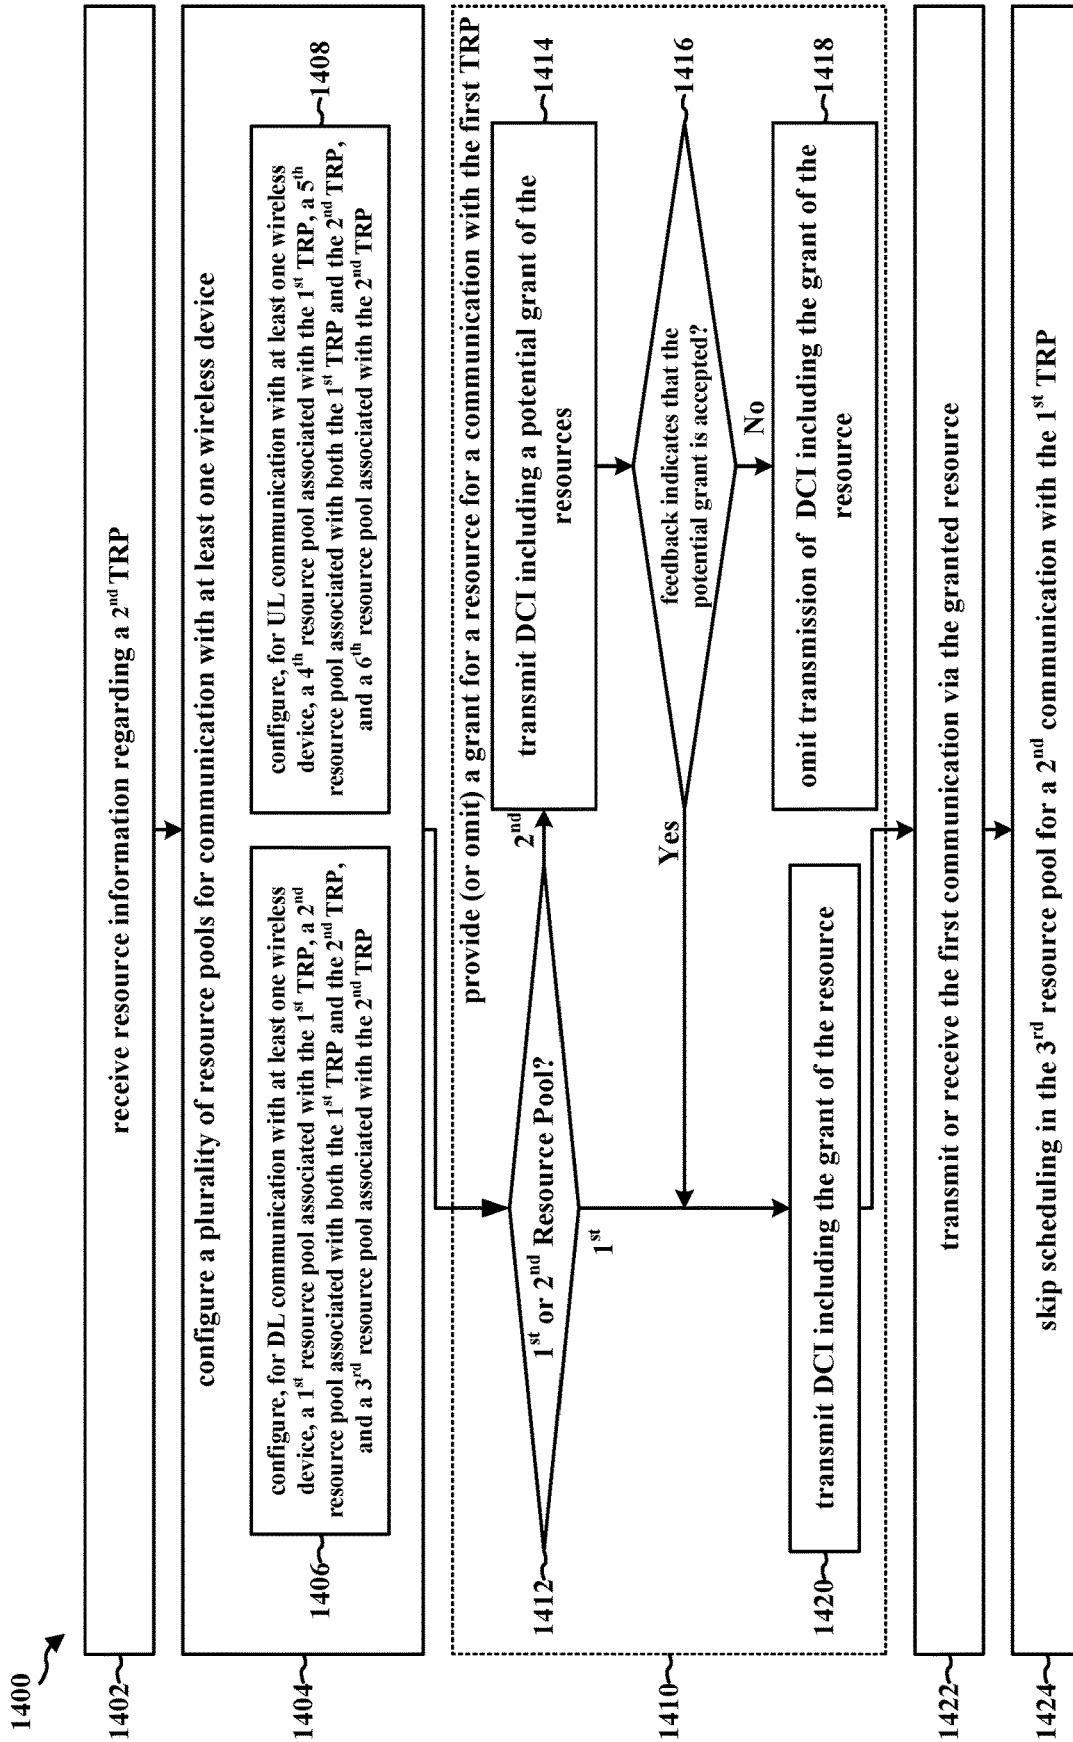 1400
1402
receive resource information regarding a 2nd TRP
1404
configure a plurality of resource pools for communication with at least one wireless device
1406
configure, for DL communication with at least one wireless
device, a 1st resource pool associated with the 1st TRP, a 2nd
resource pool associated with both the 1st TRP and the 2nd TRP,
and a 3rd resource pool associated with the 2nd TRP
1408
configure, for UL communication with at least one wireless
device, a 4th resource pool associated with the 1st TRP, a 5th
resource pool associated with both the 1st TRP and the 2nd TRP,
and a 6th resource pool associated with the 2nd TRP
1410
provide (or omit) a grant for a resource for a communication with the first TRP
1412
1st or 2nd Resource Pool?
2nd
1st
1414
transmit DCI including a potential grant of the
resources
1416
feedback indicates that the
potential grant is accepted?
Yes
No
1418
omit transmission of DCI including the grant of the
resource
1420
transmit DCI including the grant of the resource
1422
transmit or receive the first communication via the granted resource
1424
skip scheduling in the 3rd resource pool for a 2nd communication with the 1st TRP